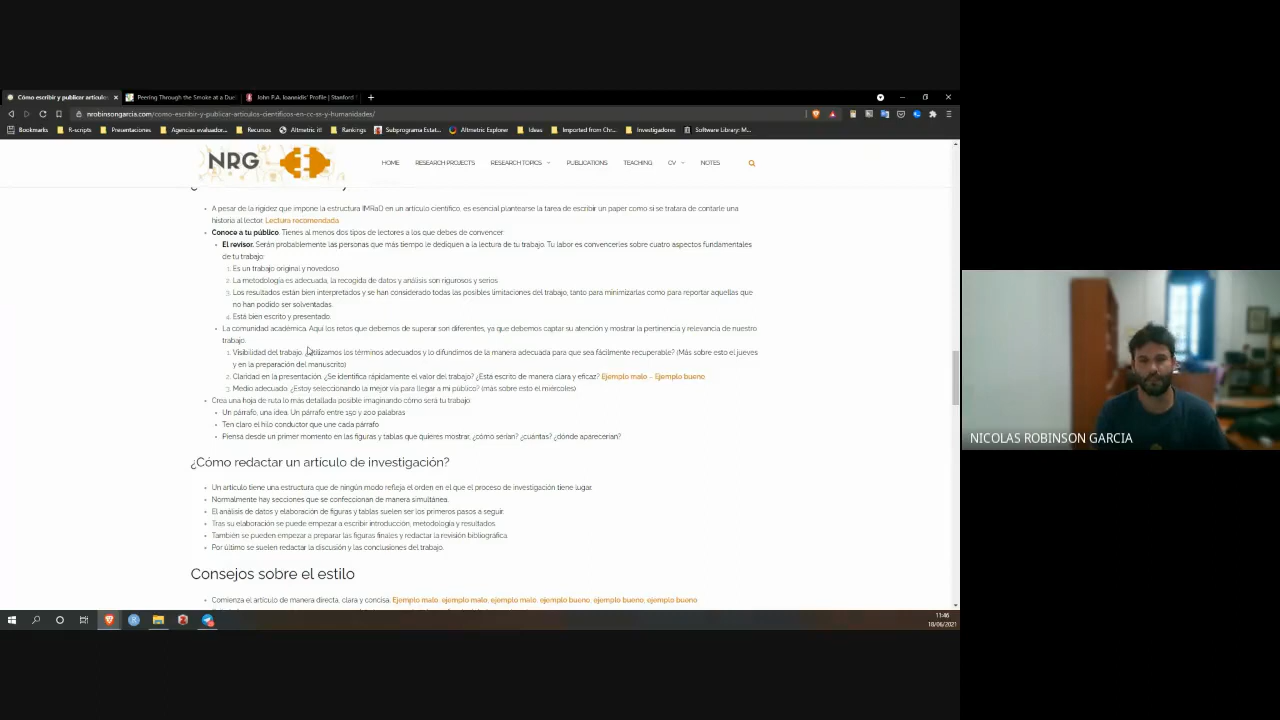 Cómo escribir y publicar artículo
Peering Through the Smoke at a Dur
John P.A. Ioannidis' Profile | Stanford
nrobinsongarcia.com/como-escribir-y-publicar-articulos-cientificos-en-cc-ss-y-humanidades/
Bookmarks R-scripts Presentaciones Agencias evaluador... Recursos Altmetric it! Rankings Subprograma Estat... Altmetric Explorer Ideas Imported from Chr... Investigadores Software Library: M...
NRG HOME RESEARCH PROJECTS RESEARCH TOPICS PUBLICATIONS TEACHING CV NOTES
A pesar de la rigidez que impone la estructura IMRaD en un artículo científico, es esencial plantearse la tarea de escribir un paper como si se tratara de contarle una
historia al lector. Lectura recomendada.
Conoce a tu público. Tienes al menos dos tipos de lectores a los que debes de convencer
El revisor. Serán probablemente las personas que más tiempo le dediquen a la lectura de tu trabajo. Tu labor es convencerles sobre cuatro aspectos fundamentales
de tu trabajo:
1. Es un trabajo original y novedoso
2. La metodología es adecuada, la recogida de datos y análisis son rigurosos y serios
3. Los resultados están bien interpretados y se han considerado todas las posibles limitaciones del trabajo, tanto para minimizarlas como para reportar aquellas que
no han podido ser solventadas.
4. Está bien escrito y presentado.
La comunidad académica. Aquí los retos que debemos de superar son diferentes, ya que debemos captar su atención y mostrar la pertinencia y relevancia de nuestro
trabajo.
1. Visibilidad del trabajo. ¿Utilizamos los términos adecuados y lo difundimos de la manera adecuada para que sea fácilmente recuperable? (Más sobre esto el jueves
y en la preparación del manuscrito)
2. Claridad en la presentación. ¿Se identifica rápidamente el valor del trabajo? ¿Está escrito de manera clara y eficaz? Ejemplo malo – Ejemplo bueno
3. Medio adecuado. ¿Estoy seleccionando la mejor vía para llegar a mi público? (más sobre esto el miércoles)
Crea una hoja de ruta lo más detallada posible imaginando cómo será tu trabajo:
Un párrafo, una idea. Un párrafo entre 150 y 200 palabras
Ten claro el hilo conductor que une cada párrafo
Piensa desde un primer momento en las figuras y tablas que quieres mostrar, ¿cómo serían? ¿cuántas? ¿dónde aparecerían?
¿Cómo redactar un artículo de investigación?
Un artículo tiene una estructura que de ningún modo refleja el orden en el que el proceso de investigación tiene lugar.
Normalmente hay secciones que se confeccionan de manera simultánea.
El análisis de datos y elaboración de figuras y tablas suelen ser los primeros pasos a seguir.
Tras su elaboración se puede empezar a escribir introducción, metodología y resultados.
También se pueden empezar a preparar las figuras finales y redactar la revisión bibliográfica.
Por último se suelen redactar la discusión y las conclusiones del trabajo.
Consejos sobre el estilo
Comienza el artículo de manera directa, clara y concisa. Ejemplo malo, ejemplo malo, ejemplo malo, ejemplo bueno, ejemplo bueno, ejemplo bueno
NICOLAS ROBINSON GARCIA
11:46
18/06/2021